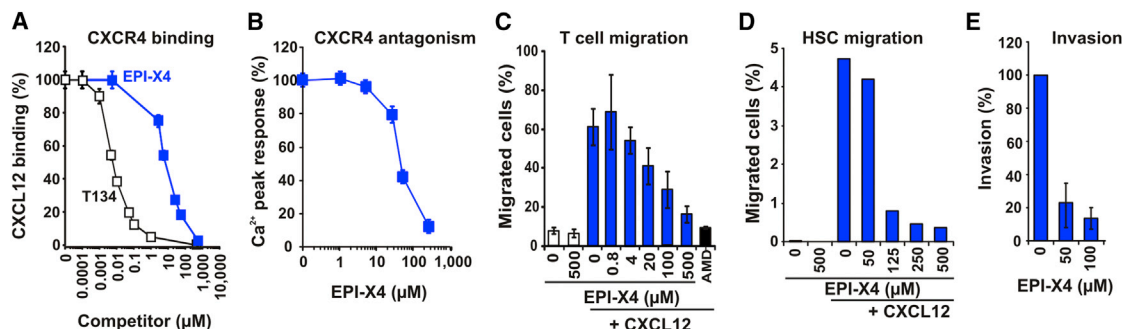 A
CXCR4 binding
CXCL12 binding (%)
120
100
80
60
40
20
0
EPI-X4
T134
0
0.0001
0.001
0.01
0.1
1
10
100
1,000
10,000
Competitor (µM)
B
CXCR4 antagonism
Ca²⁺ peak response (%)
120
100
80
60
40
20
0
0 1 10 100 1,000
EPI-X4 (µM)
C
T cell migration
Migrated cells (%)
100
80
60
40
20
0
0
500
0
0.8
4
20
100
500
AMD
EPI-X4 (µM)
+ CXCL12
D
HSC migration
Migrated cells (%)
5
4
3
2
1
0
0
500
0
50
125
250
500
EPI-X4 (µM)
+ CXCL12
E
Invasion
Invasion (%)
120
100
80
60
40
20
0
0
50
100
EPI-X4 (µM)